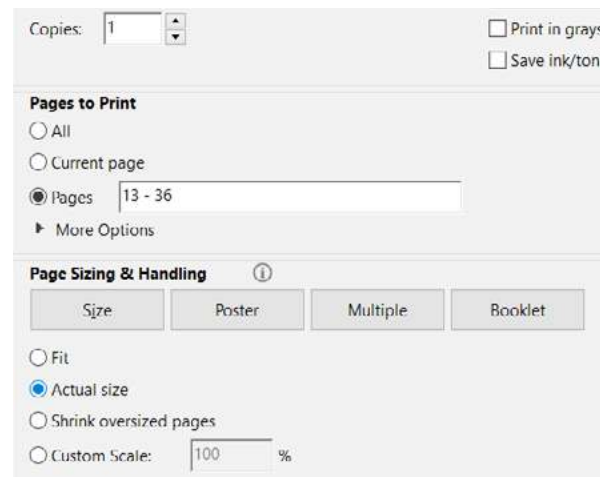 Copies: 1
Print in grays
Save ink/ton
Pages to Print
All
Current page
Pages 13 - 36
More Options
Page Sizing & Handling
Size Poster Multiple Booklet
Fit
Actual size
Shrink oversized pages
Custom Scale: 100 %